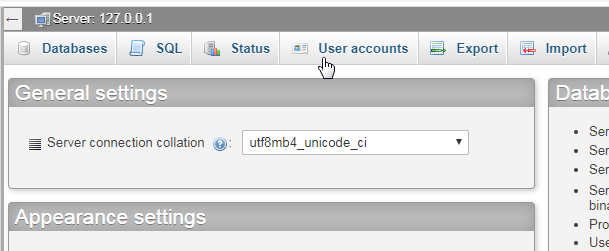 Server: 127.0.0.1
Databases SQL Status User accounts Export Import
General settings
Server connection collation : utf8mb4_unicode_ci
Appearance settings
Datab
Ser
Ser
Ser
Ser
bina
Pro
Use